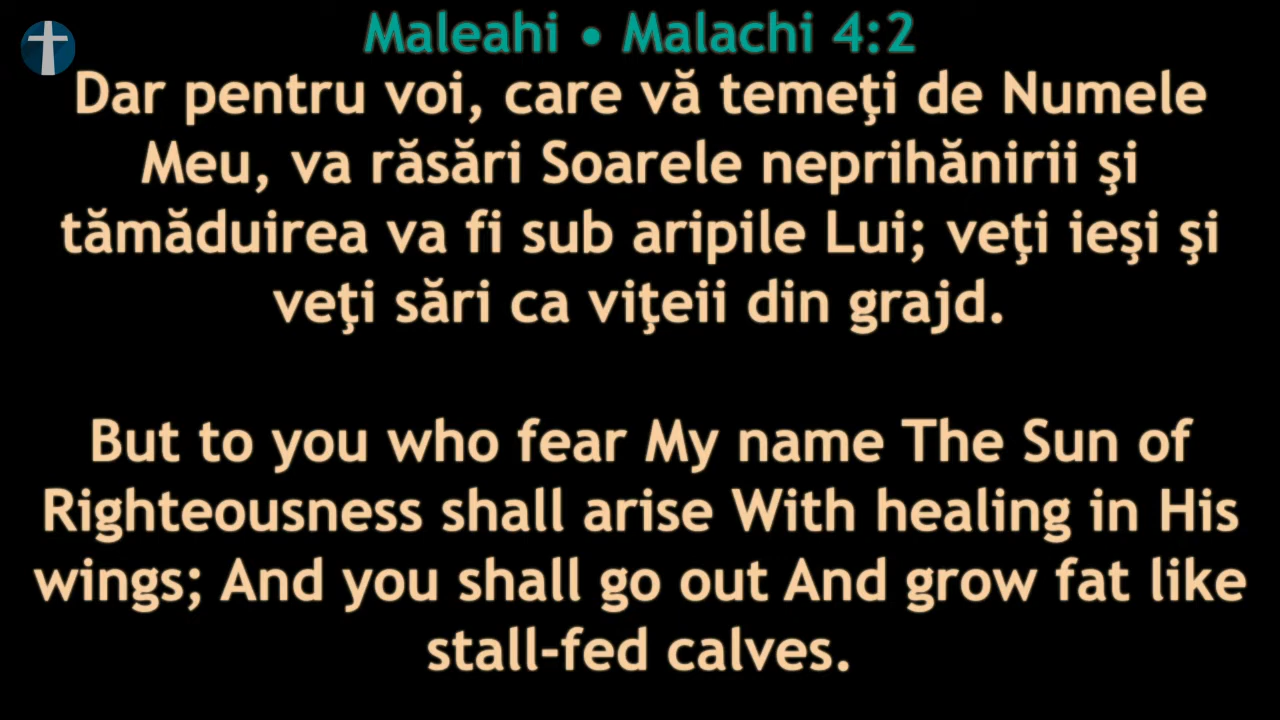 Maleahi • Malachi 4:2
Dar pentru voi, care vă temeţi de Numele
Meu, va răsări Soarele neprihănirii şi
tămăduirea va fi sub aripile Lui; veţi ieşi şi
veţi sări ca viţeii din grajd.
But to you who fear My name The Sun of
Righteousness shall arise With healing in His
wings; And you shall go out And grow fat like
stall-fed calves.